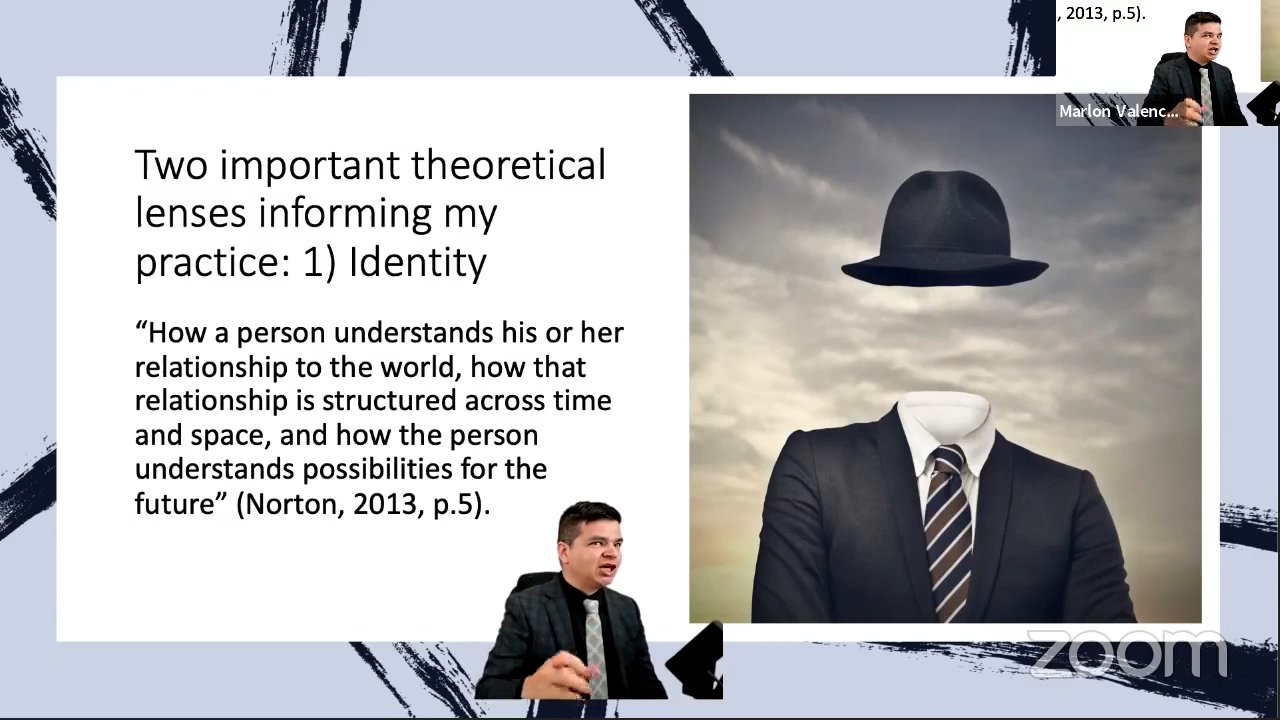 , 2013, p.5).
Marlon Valenc...
Two important theoretical
lenses informing my
practice: 1) Identity
“How a person understands his or her
relationship to the world, how that
relationship is structured across time
and space, and how the person
understands possibilities for the
future” (Norton, 2013, p.5).
zoom